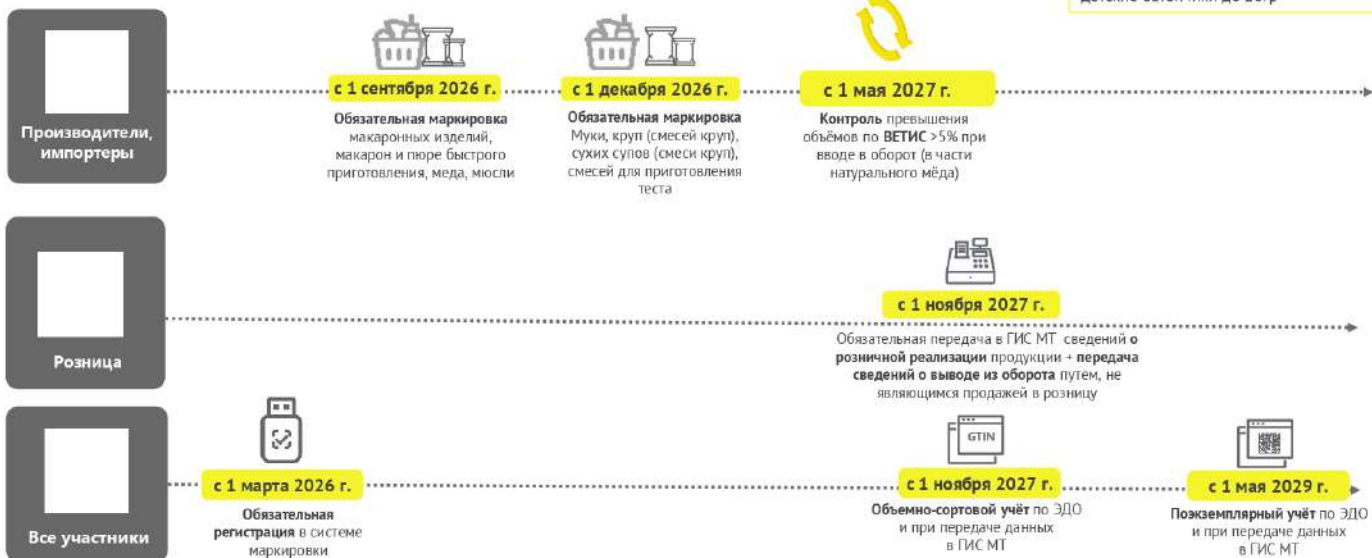 Производители,
импортеры
с 1 сентября 2026 г.
Обязательная маркировка
макаронных изделий,
макарон и пюре быстрого
приготовления, меда, мюсли
с 1 декабря 2026 г.
Обязательная маркировка
Муки, круп (смесей круп),
сухих супов (смеси круп),
смесей для приготовления
теста
с 1 мая 2027 г.
Контроль превышения
объёмов по ВЕТИС >5% при
вводе в оборот (в части
натурального мёда)
Розница
с 1 ноября 2027 г.
Обязательная передача в ГИС МТ сведений о
розничной реализации продукции + передача
сведений о выводе из оборота путем, не
являющимся продажей в розницу
Все участники
с 1 марта 2026 г.
Обязательная
регистрация в системе
маркировки
GTIN
с 1 ноября 2027 г.
Объемно-сортовой учёт по ЭДО
и при передаче данных
в ГИС МТ
с 1 мая 2029 г.
Поэкземплярный учёт по ЭДО
и при передаче данных
в ГИС МТ